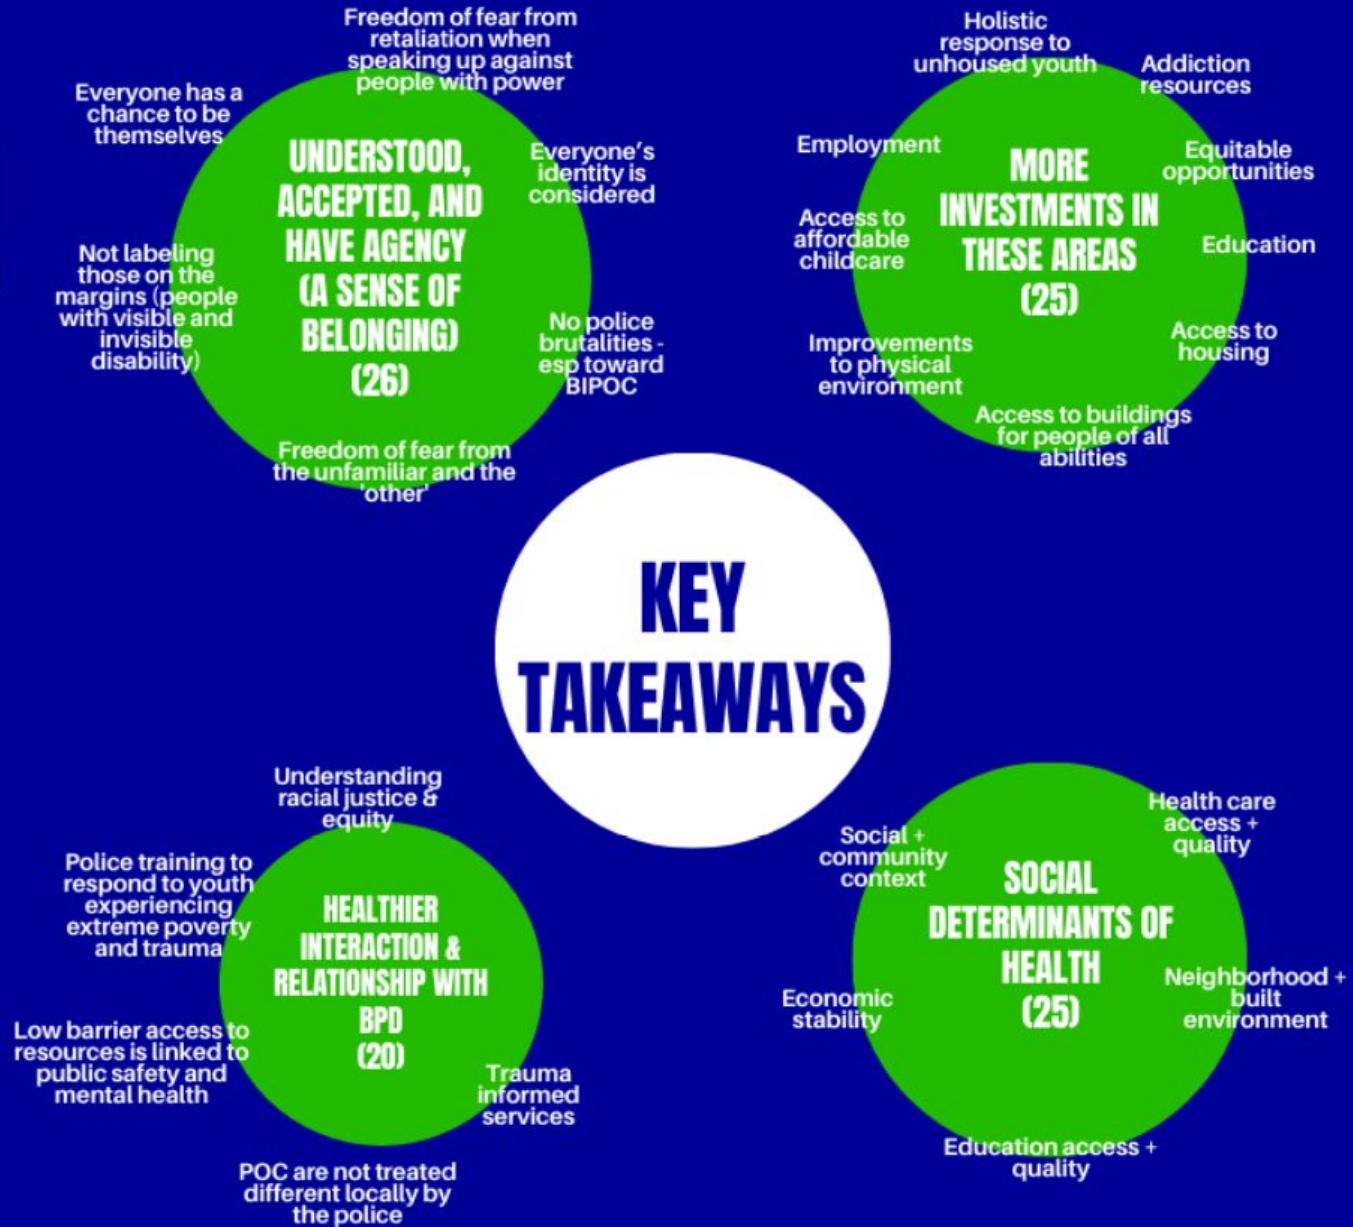 Freedom of fear from
retaliation when
speaking up against
people with power
Everyone has a
chance to be
themselves
UNDERSTOOD,
ACCEPTED, AND
HAVE AGENCY
(A SENSE OF
BELONGING)
(26)
Everyone's
identity is
considered
Not labeling
those on the
margins (people
with visible and
invisible
disability)
No police
brutalities -
esp toward
BIPOC
Freedom of fear from
the unfamiliar and the
'other'
Holistic
response to
unhoused youth
Addiction
resources
Employment
MORE
INVESTMENTS IN
THESE AREAS
(25)
Equitable
opportunities
Access to
affordable
childcare
Education
Improvements
to physical
environment
Access to
housing
Access to buildings
for people of all
abilities
KEY
TAKEAWAYS
Understanding
racial justice &
equity
Police training to
respond to youth
experiencing
extreme poverty
and trauma
HEALTHIER
INTERACTION &
RELATIONSHIP WITH
BPD
(20)
Low barrier access to
resources is linked to
public safety and
mental health
Trauma
informed
services
POC are not treated
different locally by
the police
Social +
community
context
Health care
access +
quality
SOCIAL
DETERMINANTS OF
HEALTH
(25)
Economic
stability
Neighborhood +
built
environment
Education access +
quality